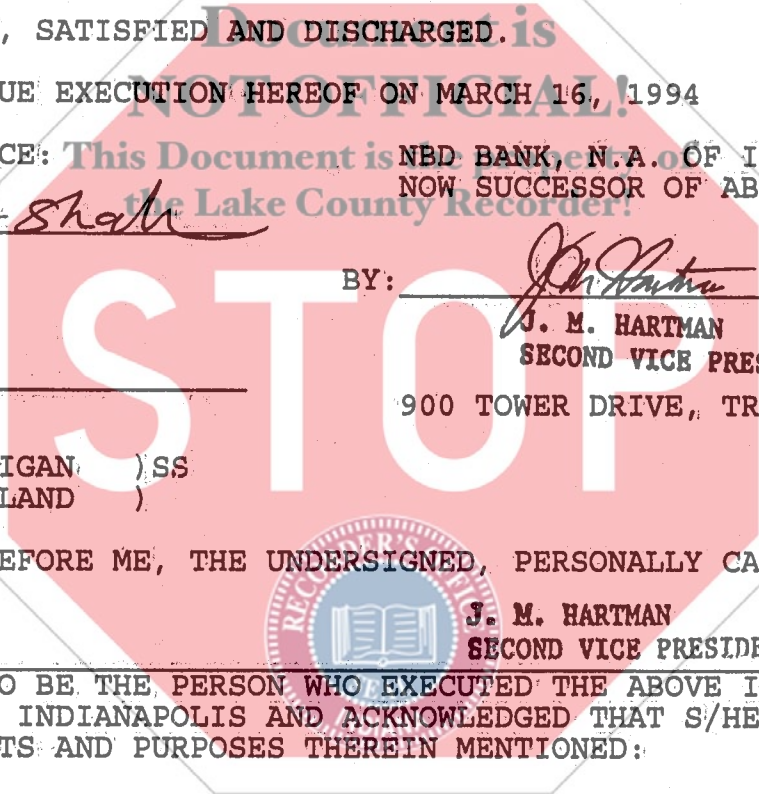 , SATISFIED AND DISCHARGED.
Document is
UE EXECUTION HEREOF ON MARCH 16, 1994
NOT OFFICIAL!
CE:
This Document is the property of
NBD BANK, N.A. OF I
NOW SUCCESSOR OF AB
the Lake County Recorder!
Shah
STOP
BY:
J. M. HARTMAN
SECOND VICE PRES
900 TOWER DRIVE, TR
IGAN )SS
LAND )
EFORE ME, THE UNDERSIGNED, PERSONALLY CA
RECORDER'S OFFICE
J. M. HARTMAN
SECOND VICE PRESIDE
O BE THE PERSON WHO EXECUTED THE ABOVE I
INDIANAPOLIS AND ACKNOWLEDGED THAT S/HE
TS AND PURPOSES THEREIN MENTIONED: